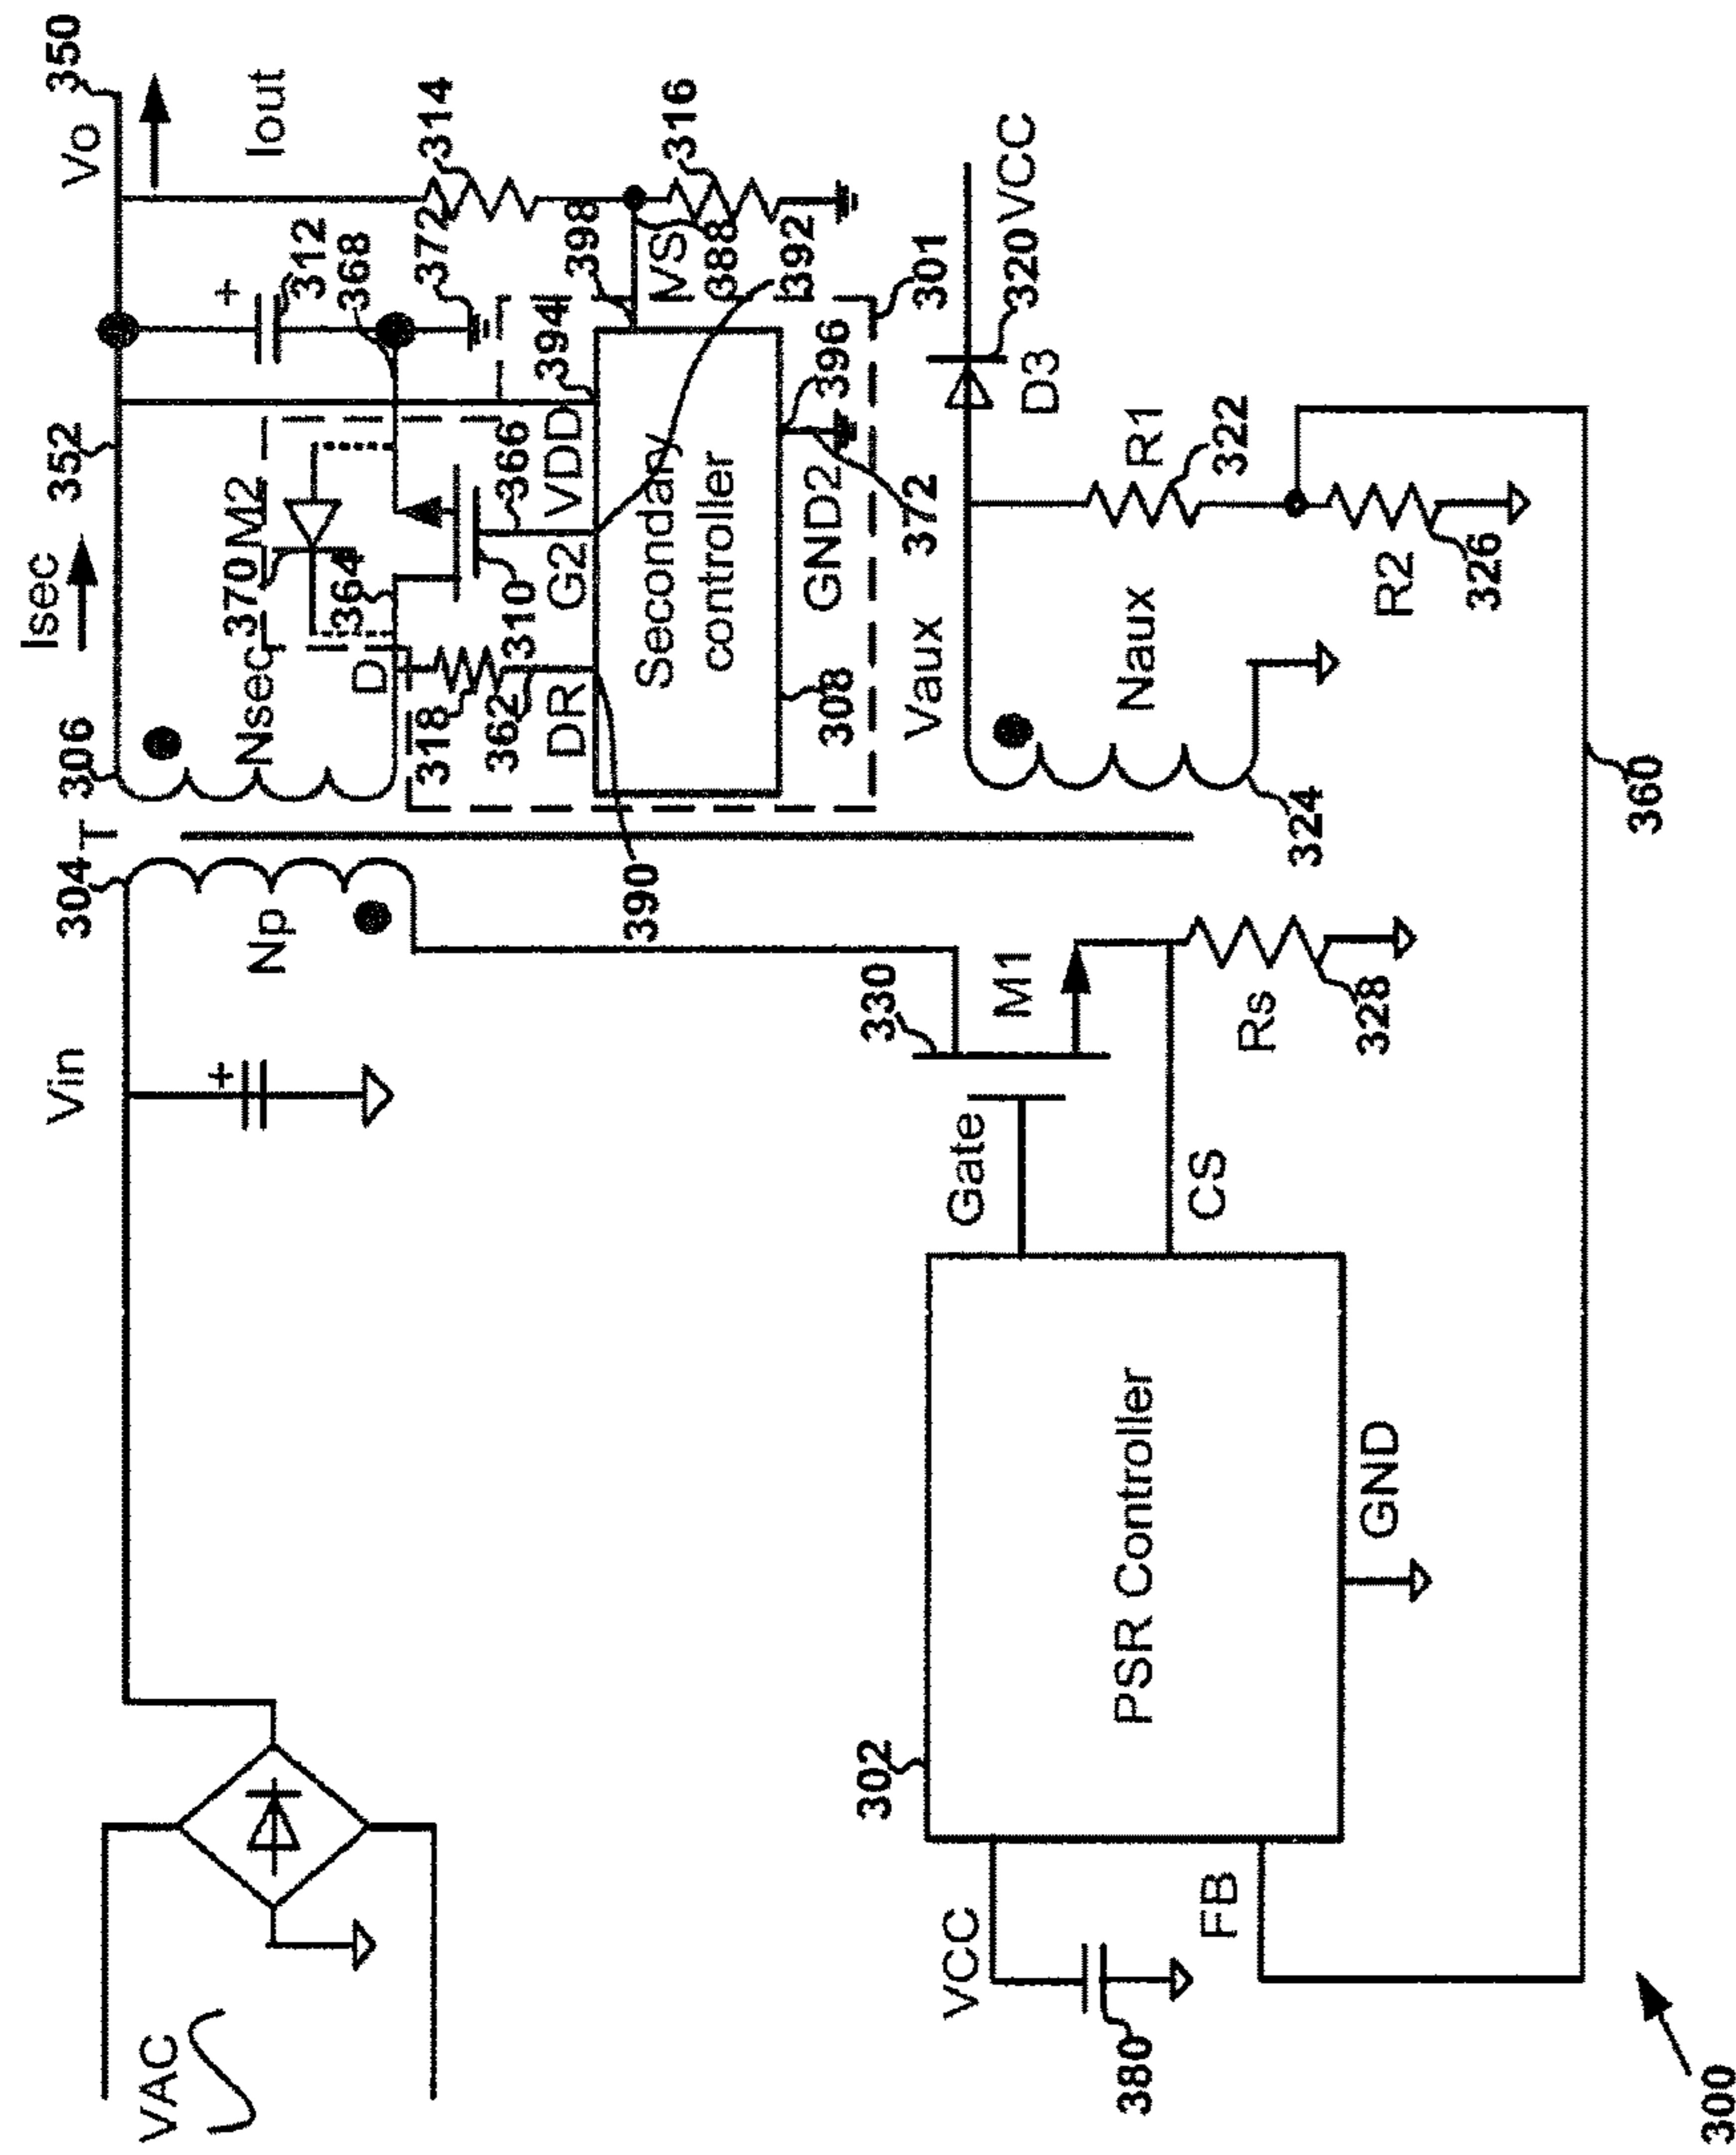 350
Vo
Iout
314
316
312
368
372
398
VS
388
392
394
352
Isec
M2
370
364
366
VDD
G2
310
Secondary
controller
396
GND2
301
372
308
D
318
362
DR
390
Nsec
306
T
304
Np
Vin
VAC
320
VCC
D3
R1
322
R2
326
Vaux
Naux
324
360
330
M1
Gate
Rs
328
CS
302
PSR Controller
GND
VCC
FB
380
300